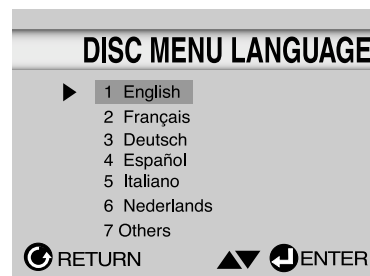 DISC MENU LANGUAGE
1 English
2 Français
3 Deutsch
4 Español
5 Italiano
6 Nederlands
7 Others
RETURN ENTER